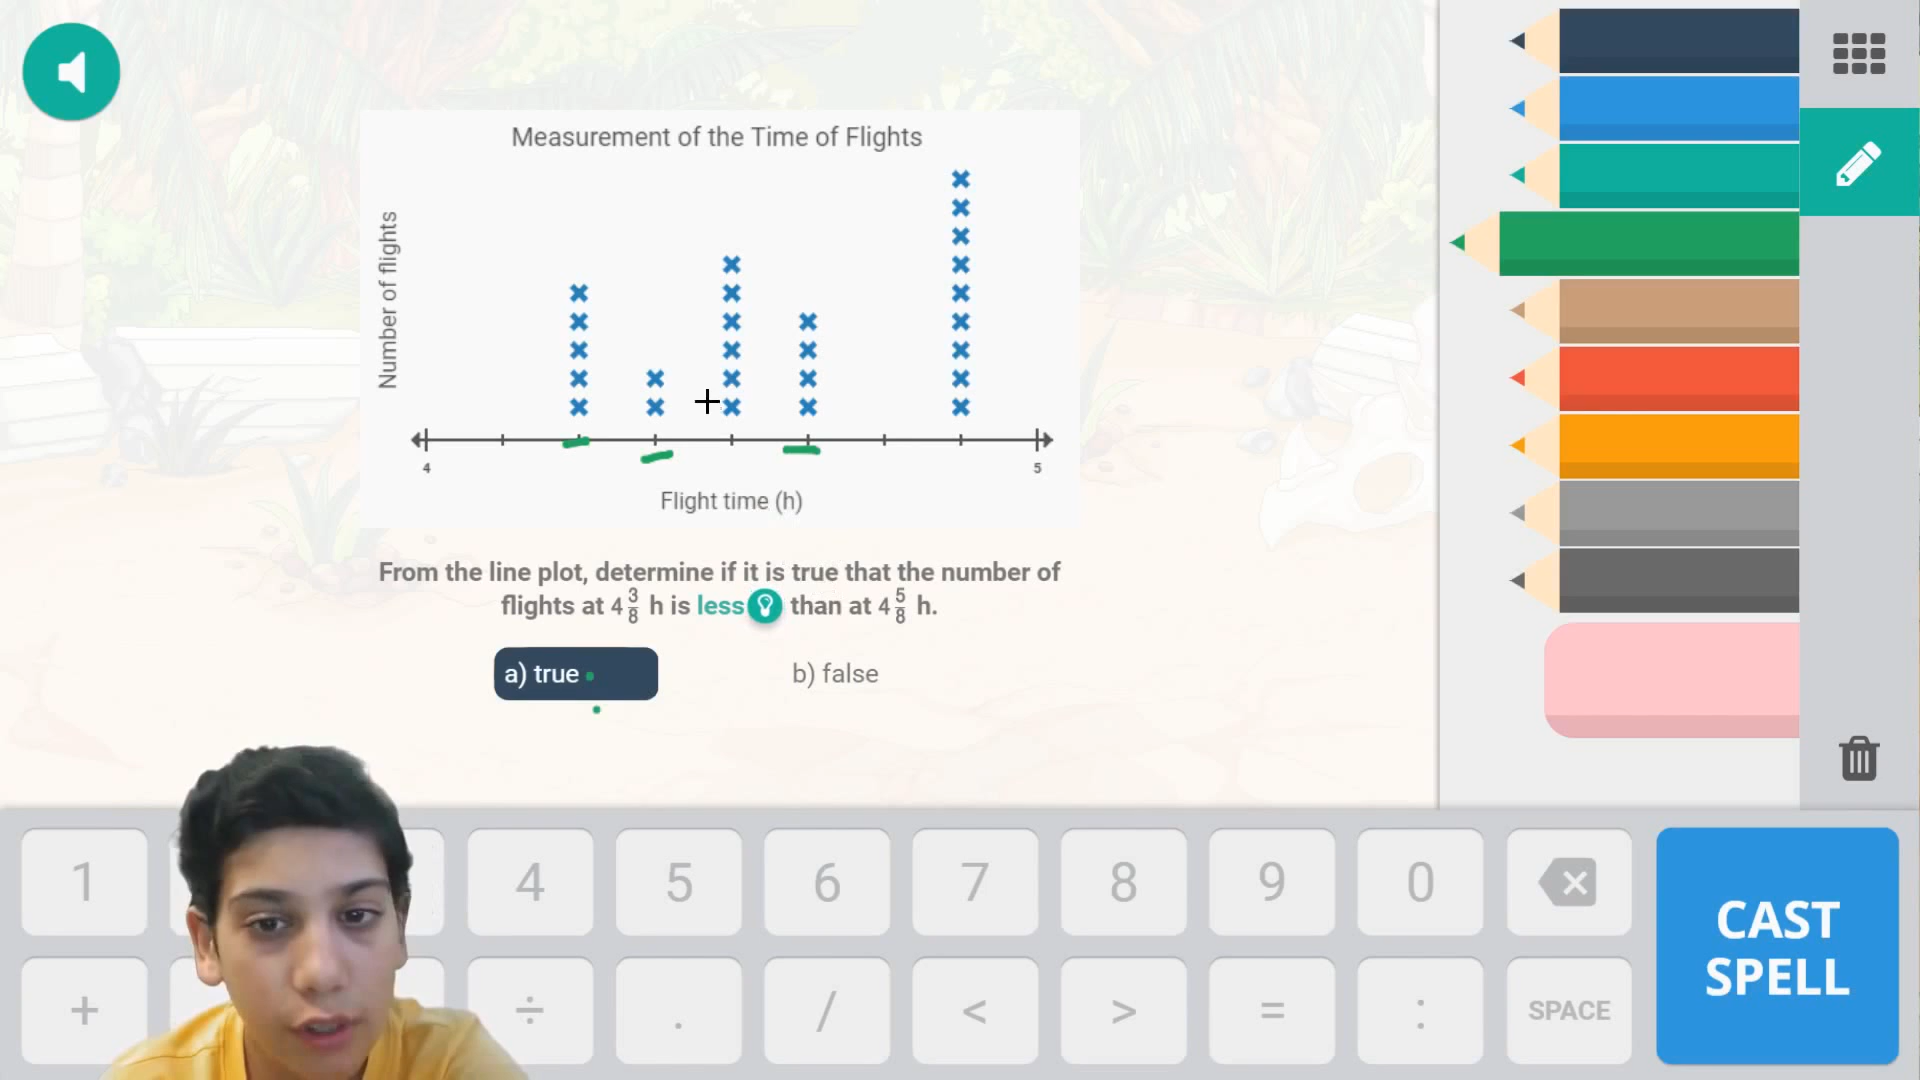 Measurement of the Time of Flights
Number of flights
4 5
Flight time (h)
From the line plot, determine if it is true that the number of
flights at 4 3/8 h is less than at 4 5/8 h.
a) true b) false
1 4 5 6 7 8 9 0
+ ÷ . / < > = : SPACE
CAST
SPELL